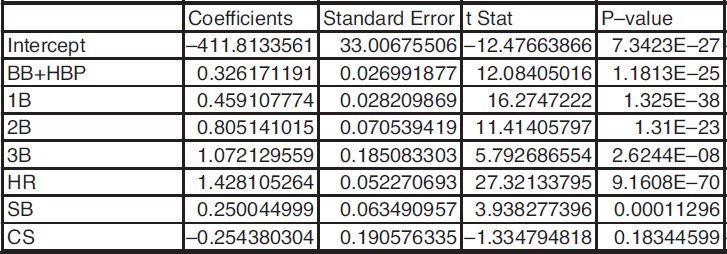 Coefficients Standard Error t Stat P–value
Intercept –411.8133561 33.00675506 –12.47663866 7.3423E–27
BB+HBP 0.326171191 0.026991877 12.08405016 1.1813E–25
1B 0.459107774 0.028209869 16.2747222 1.325E–38
2B 0.805141015 0.070539419 11.41405797 1.31E–23
3B 1.072129559 0.185083303 5.792686554 2.6244E–08
HR 1.428105264 0.052270693 27.32133795 9.1608E–70
SB 0.250044999 0.063490957 3.938277396 0.00011296
CS –0.254380304 0.190576335 –1.334794818 0.18344599